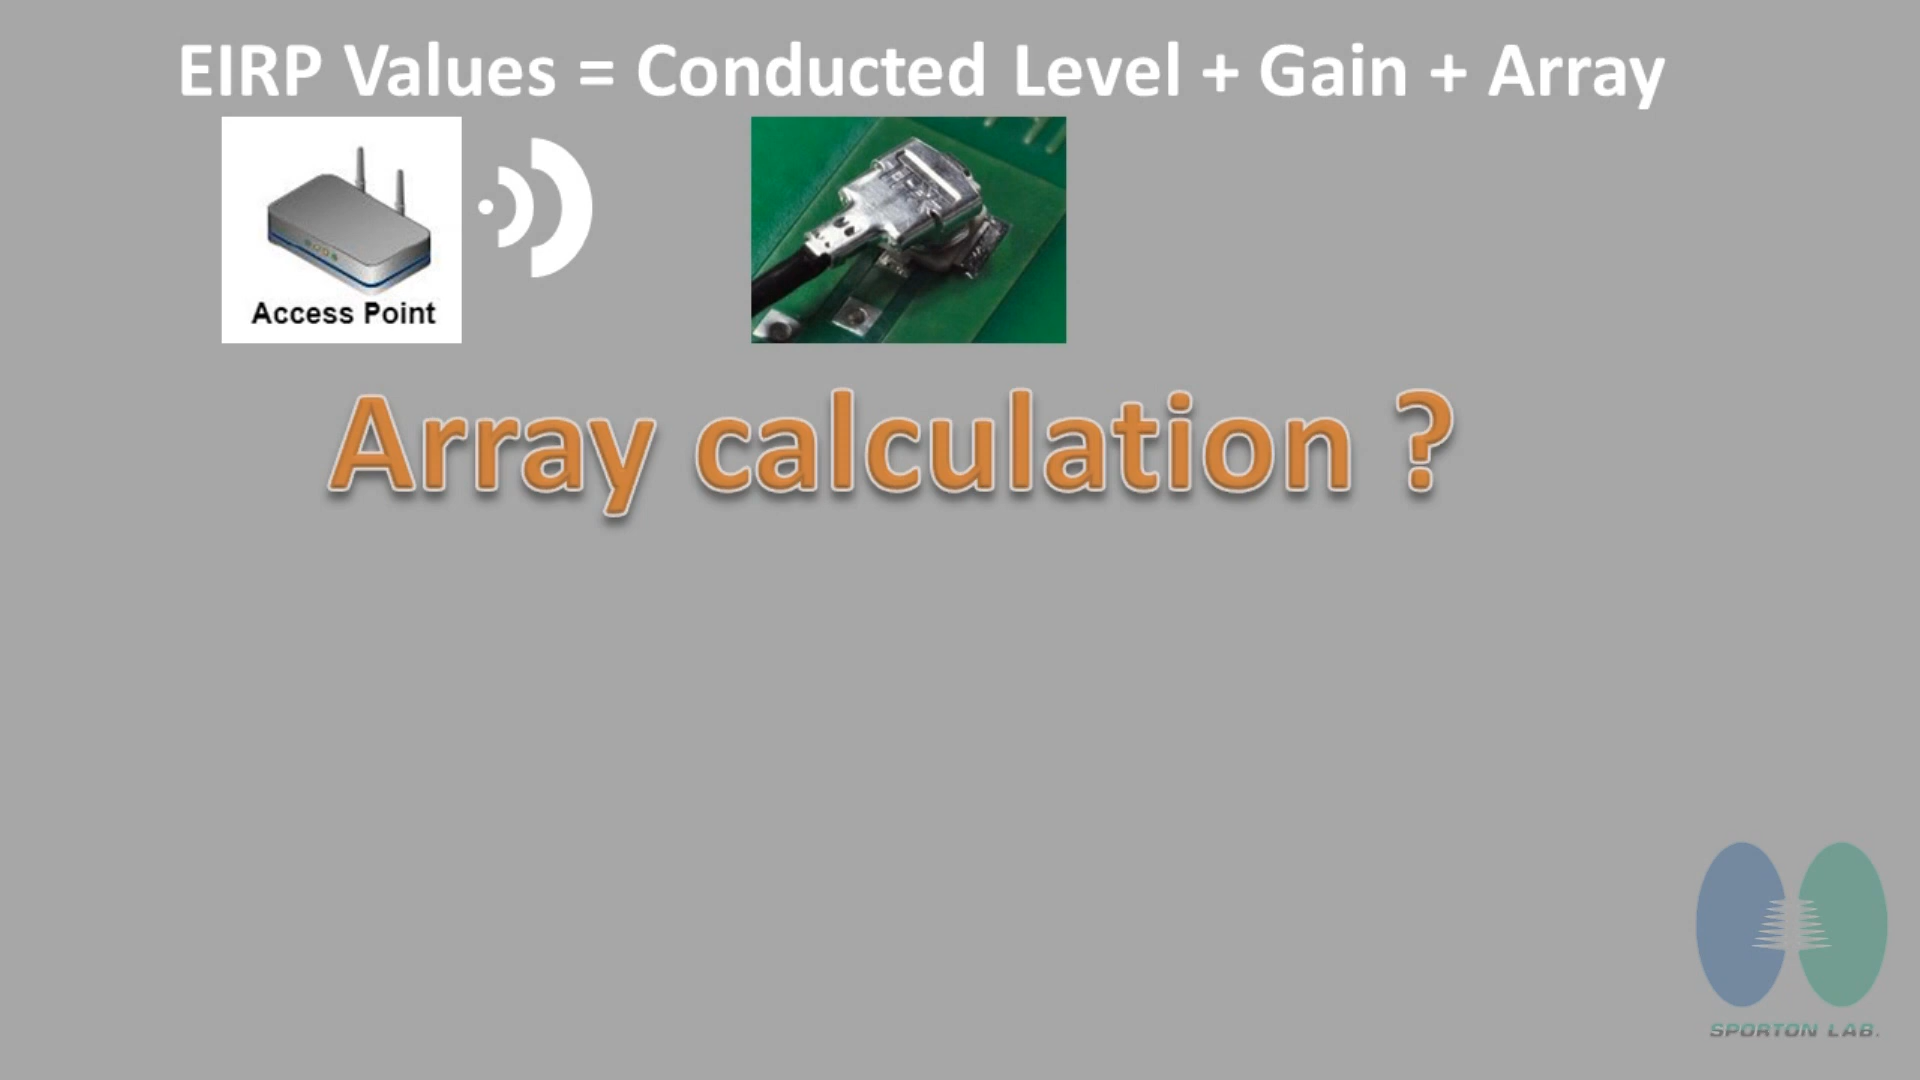 EIRP Values = Conducted Level + Gain + Array
Access Point
Array calculation ?
SPORTON LAB.